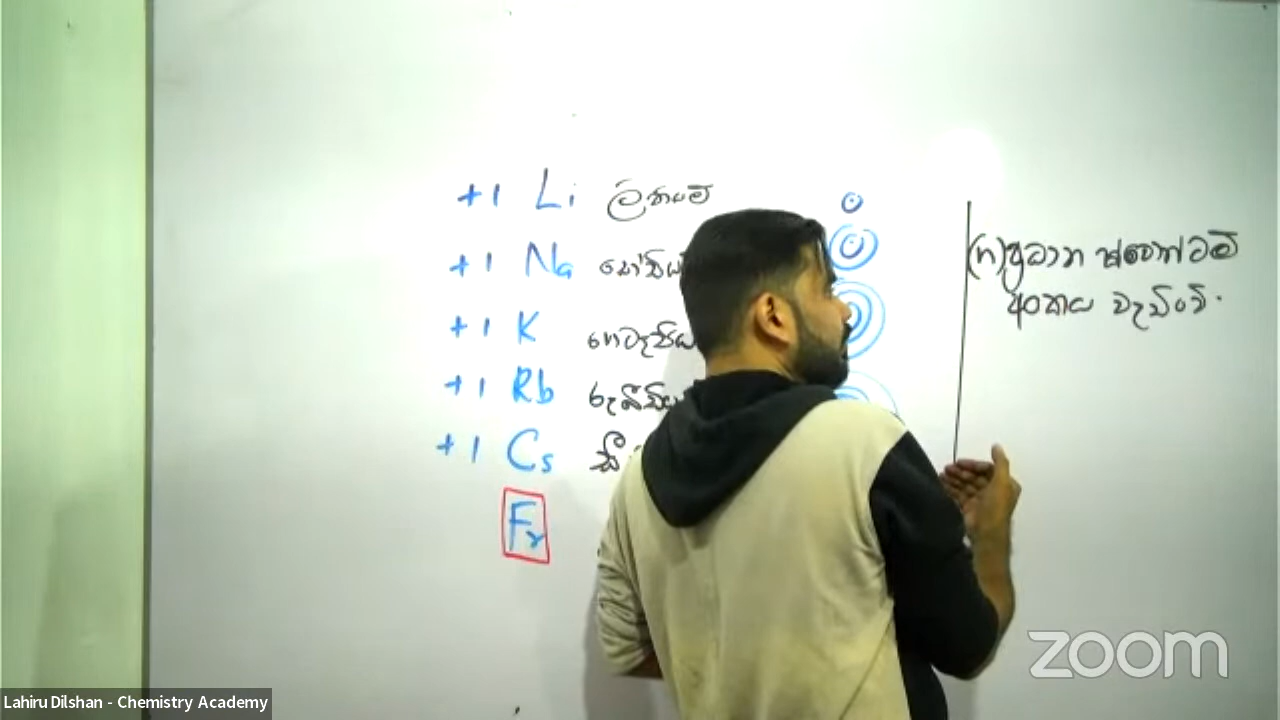 +1 Li ලිතියම්
+1 Na සෝඩිය
+1 K පොටෑසිය
+1 Rb රුබීඩිය
+1 Cs සී
Fr
(n) ප්‍රධාන ක්වොන්ටම්
අංකය වැඩිවේ.
zoom
Lahiru Dilshan - Chemistry Academy